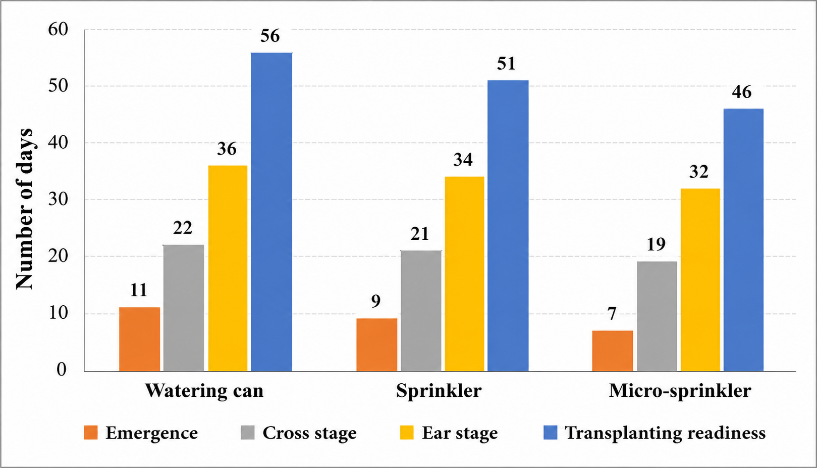 Number of days
60
50
40
30
20
10
0
11
22
36
56
9
21
34
51
7
19
32
46
Watering can
Sprinkler
Micro-sprinkler
Emergence
Cross stage
Ear stage
Transplanting readiness